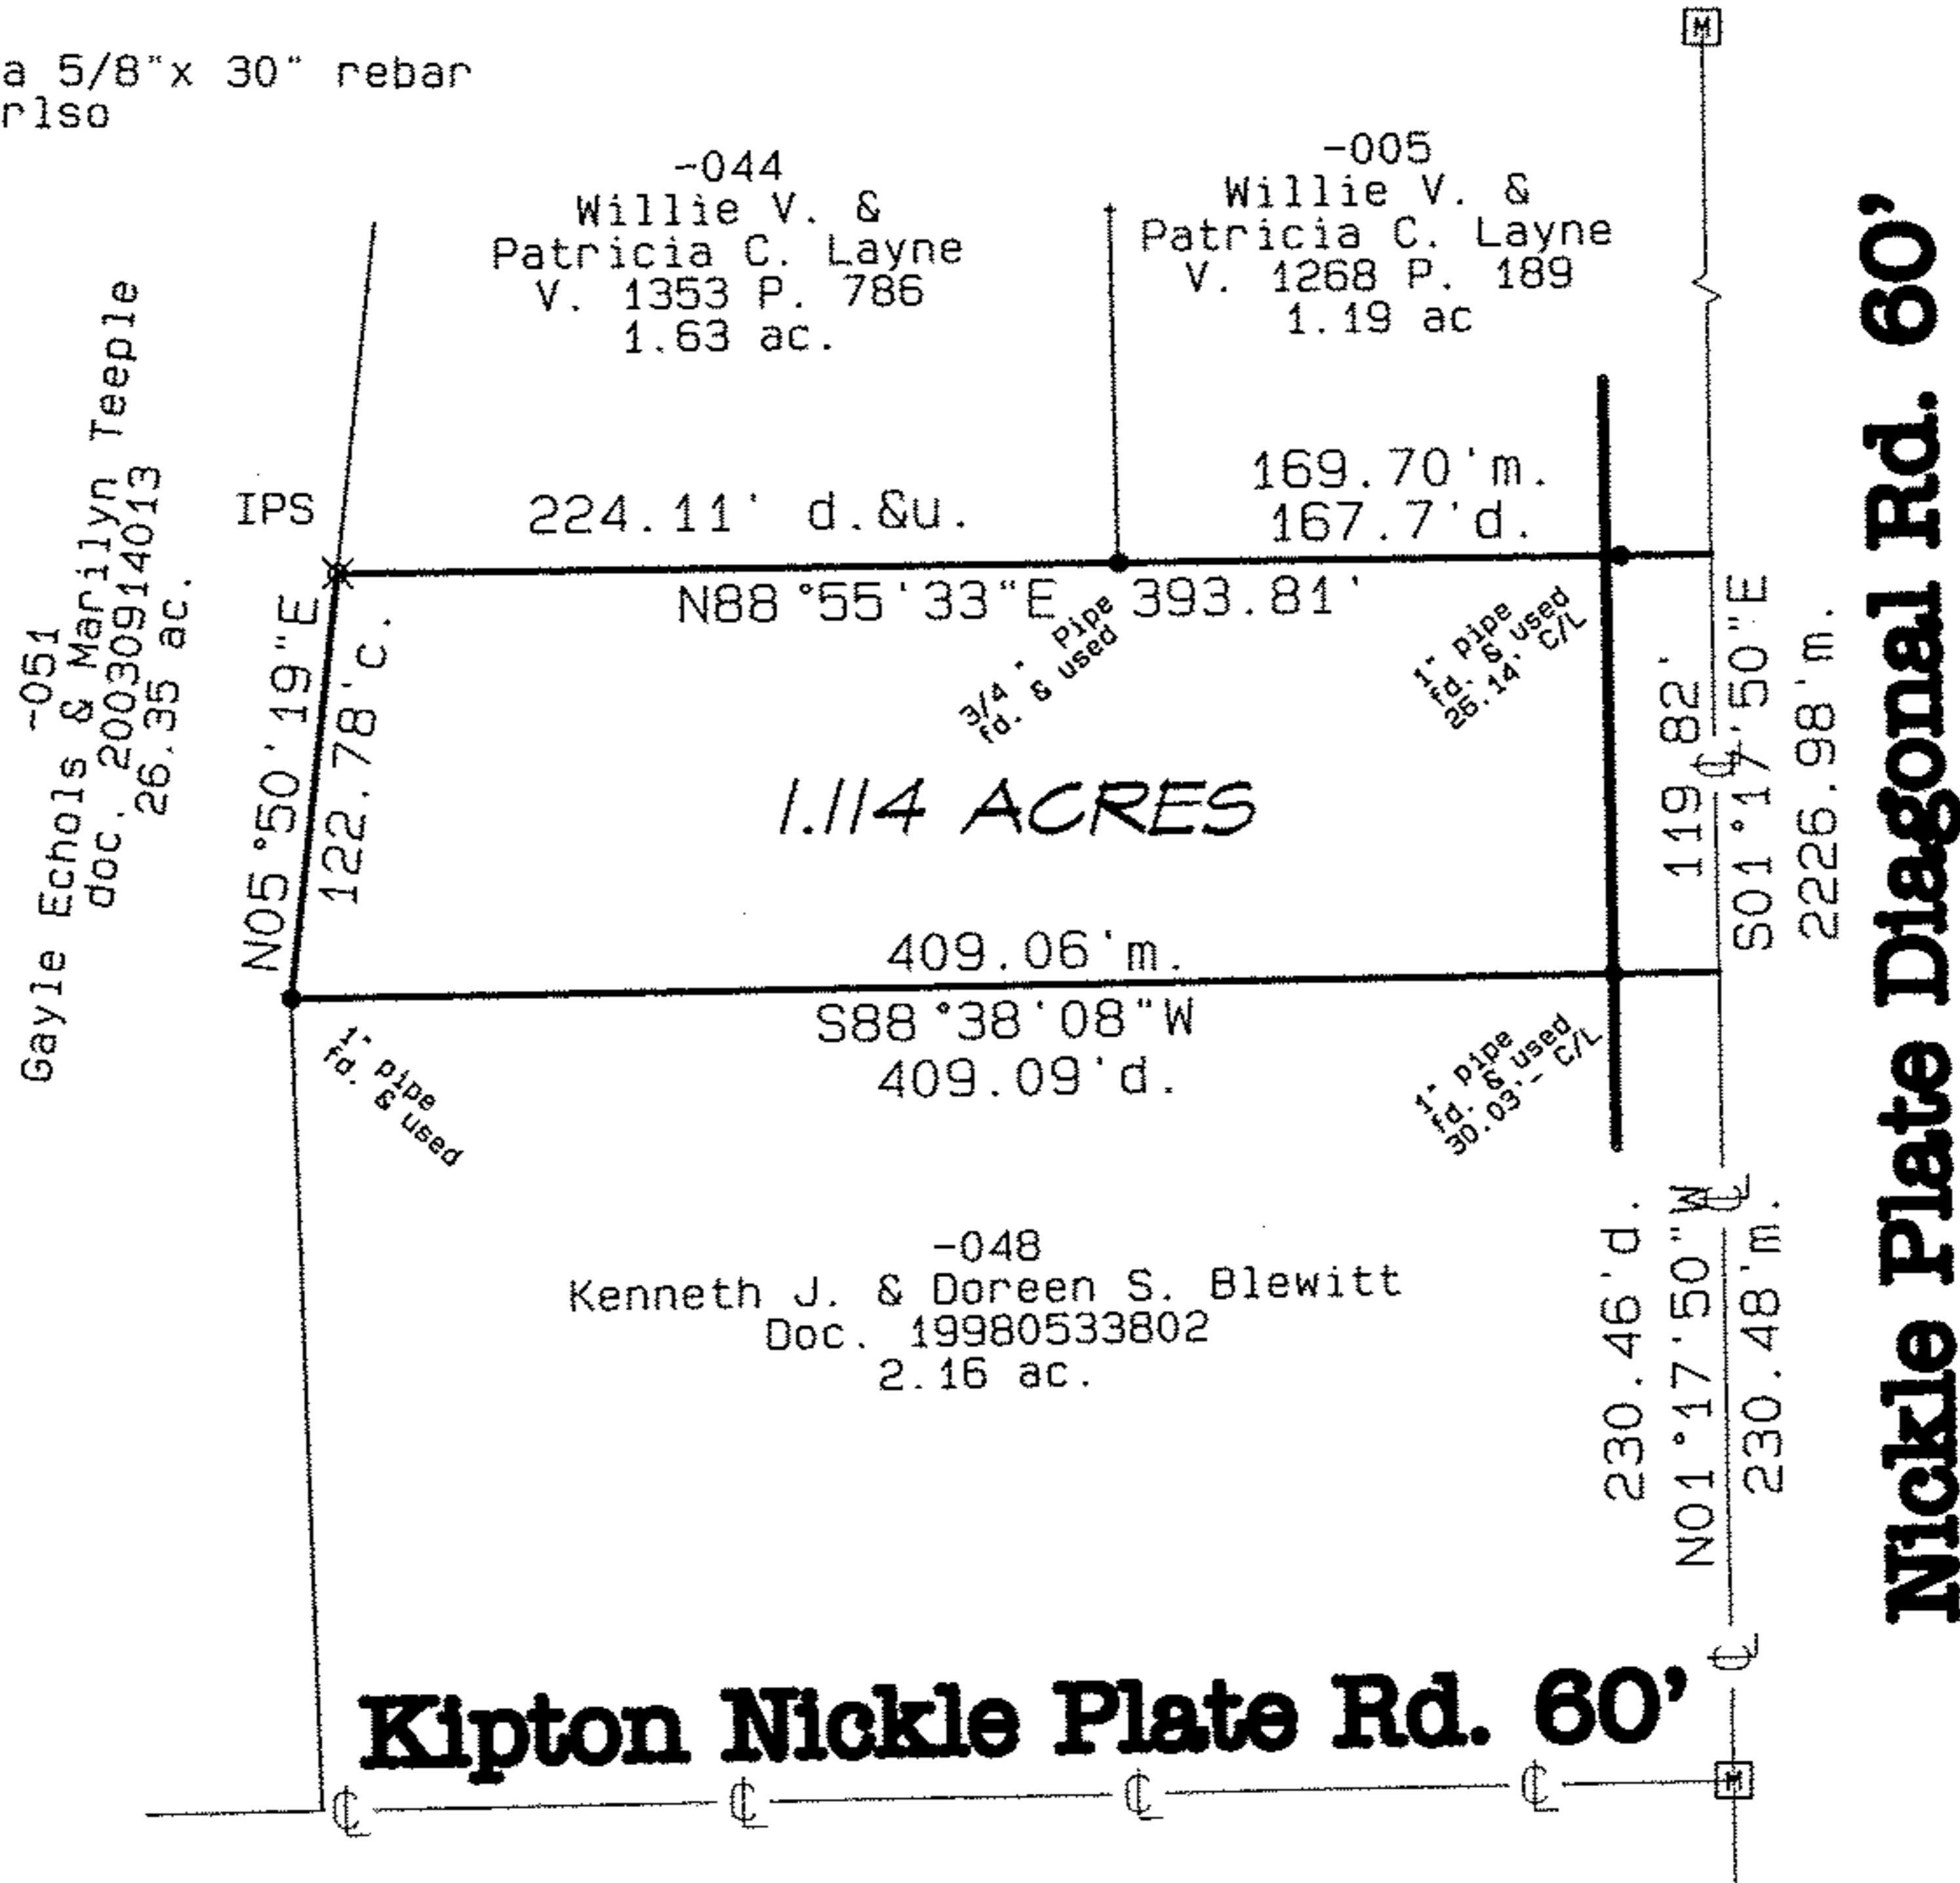 a 5/8"x 30" rebar
rlso
-044
Willie V. &
Patricia C. Layne
V. 1353 P. 786
1.63 ac.
-005
Willie V. &
Patricia C. Layne
V. 1268 P. 189
1.19 ac
M
Nickle Plate Diagonal Rd. 60'
-051
Gayle Echols & Marilyn Teeple
doc. 20030914013
26.35 ac.
IPS
224.11' d.&u.
169.70'm.
167.7'd.
N88°55'33"E 393.81'
3/4" Pipe
fd. & used
1" pipe
fd. & used
26.14' C/L
N05°50'19"E
122.78'c.
1.114 ACRES
119.82'
S01°17'50"E
2226.98'm.
409.06'm.
S88°38'08"W
409.09'd.
1" pipe
fd. & used
1" pipe
fd. & used
30.03'- C/L
-048
Kenneth J. & Doreen S. Blewitt
Doc. 19980533802
2.16 ac.
230.46'd.
N01°17'50"W
230.48'm.
Kipton Nickle Plate Rd. 60'
M